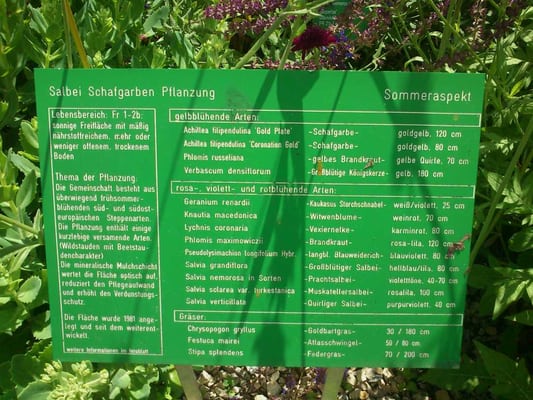 Salbei Schafgarben Pflanzung Sommeraspekt
Lebensbereich: Fr 1-2b:
sonnige Freifläche mit mäßig
nährstoffreichem, mehr oder
weniger offenem, trockenem
Boden
Thema der Pflanzung:
Die Gemeinschaft besteht aus
überwiegend frühsommer-
blühenden süd- und südost-
europäischen Steppenarten.
Die Pflanzung enthält einige
kurzlebige versamende Arten.
(Wildstauden mit Beetstau-
dencharakter)
Die mineralische Mulchschicht
wertet die Fläche optisch auf,
reduziert den Pflegeaufwand
und erhöht den Verdunstungs-
schutz.
Die Fläche wurde 1981 ange-
legt und seit dem weiterent-
wickelt.
weitere Informationen im Infoblatt
gelbblühende Arten:
Achillea filipendulina 'Gold Plate' -Schafgarbe- goldgelb, 120 cm
Achillea filipendulina 'Coronation Gold' -Schafgarbe- goldgelb, 80 cm
Phlomis russeliana -gelbes Brandkraut- gelbe Quirle, 70 cm
Verbascum densiflorum -Großblütige Königskerze- gelb, 180 cm
rosa-, violett- und rotblühende Arten:
Geranium renardii -Kaukasus Storchschnabel- weiß/violett, 25 cm
Knautia macedonica -Witwenblume- weinrot, 70 cm
Lychnis coronaria -Vexiernelke- karminrot, 80 cm
Phlomis maximowiczii -Brandkraut- rosa-lila, 120 cm
Pseudolysimachion longifolium Hybr. -langbl. Blauweiderich- blauviolett, 80 cm
Salvia grandiflora -Großblütiger Salbei- hellblau/lila, 80 cm
Salvia nemorosa in Sorten -Prachtsalbei- violetttöne, 40-70 cm
Salvia sclarea var. turkestanica -Muskatellersalbei- rosalila, 100 cm
Salvia verticillata -Quirliger Salbei- purpurviolett, 40 cm
Gräser:
Chrysopogon gryllus -Goldbartgras- 30 / 180 cm
Festuca mairei -Atlasschwingel- 50 / 80 cm
Stipa splendens -Federgras- 70 / 200 cm